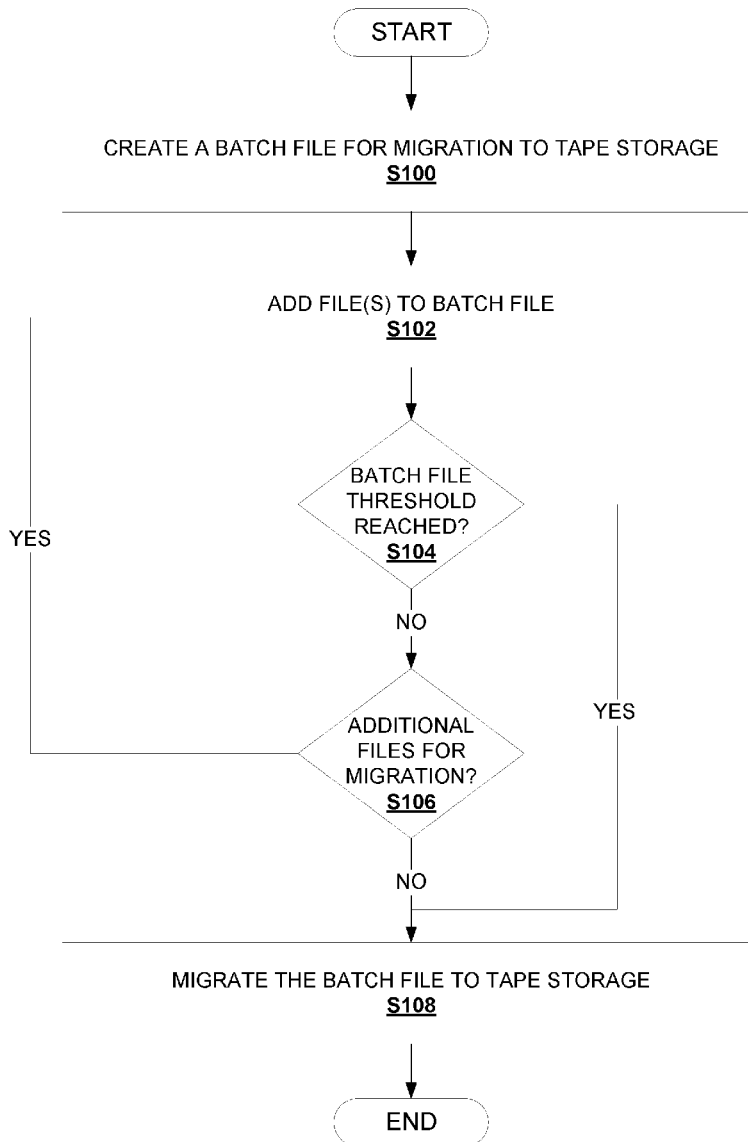 START
CREATE A BATCH FILE FOR MIGRATION TO TAPE STORAGE
S100
ADD FILE(S) TO BATCH FILE
S102
BATCH FILE
THRESHOLD
REACHED?
S104
YES
NO
ADDITIONAL
FILES FOR
MIGRATION?
S106
YES
NO
MIGRATE THE BATCH FILE TO TAPE STORAGE
S108
END